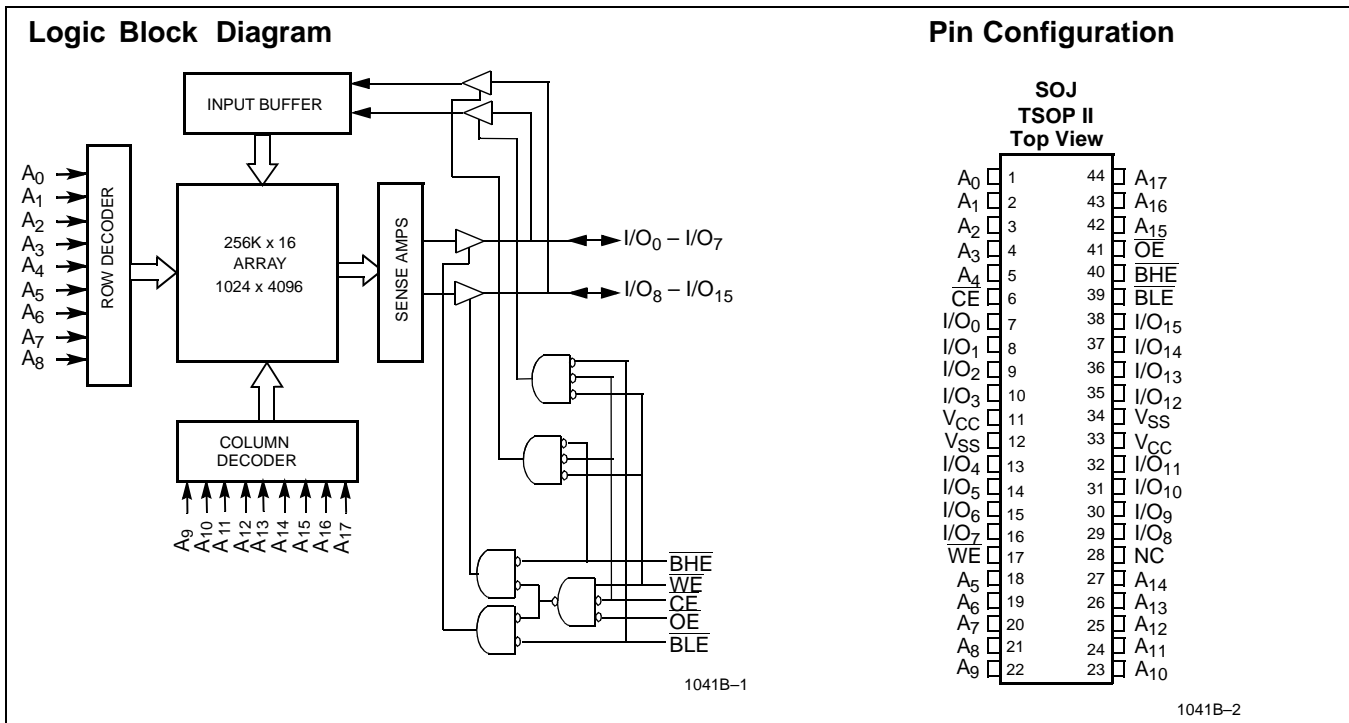 Logic Block Diagram
INPUT BUFFER
A0
A1
A2
A3
A4
A5
A6
A7
A8
ROW DECODER
256K x 16
ARRAY
1024 x 4096
SENSE AMPS
I/O0 – I/O7
I/O8 – I/O15
COLUMN
DECODER
A9
A10
A11
A12
A13
A14
A15
A16
A17
BHE
WE
CE
OE
BLE
1041B–1
Pin Configuration
SOJ
TSOP II
Top View
A0 1 44 A17
A1 2 43 A16
A2 3 42 A15
A3 4 41 OE
A4 5 40 BHE
CE 6 39 BLE
I/O0 7 38 I/O15
I/O1 8 37 I/O14
I/O2 9 36 I/O13
I/O3 10 35 I/O12
VCC 11 34 VSS
VSS 12 33 VCC
I/O4 13 32 I/O11
I/O5 14 31 I/O10
I/O6 15 30 I/O9
I/O7 16 29 I/O8
WE 17 28 NC
A5 18 27 A14
A6 19 26 A13
A7 20 25 A12
A8 21 24 A11
A9 22 23 A10
1041B–2